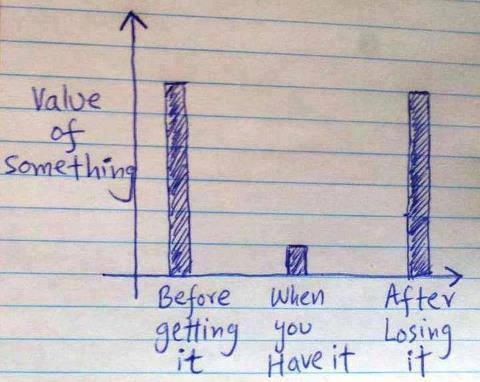 Value
of
something
Before
getting
it
When
you
Have it
After
Losing
it